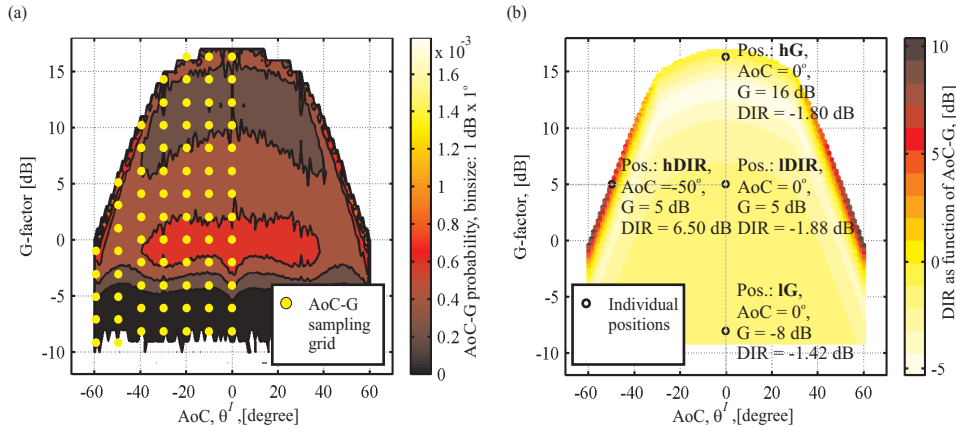 (a)
(b)
G-factor, [dB]
15
10
5
0
-5
-10
-60
-40
-20
0
20
40
60
AoC, θ^I ,[degree]
AoC-G
sampling
grid
x 10^-3
1.6
1.4
1.2
1
0.8
0.6
0.4
0.2
0
AoC-G probability, binsize: 1 dB x 1°
G-factor, [dB]
15
10
5
0
-5
-10
-60
-40
-20
0
20
40
60
AoC, θ^I ,[degree]
Pos.: hG,
AoC = 0°,
G = 16 dB
DIR = -1.80 dB
Pos.: hDIR,
AoC =-50°,
G = 5 dB
DIR = 6.50 dB
Pos.: lDIR,
AoC = 0°,
G = 5 dB
DIR = -1.88 dB
Pos.: lG,
AoC = 0°,
G = -8 dB
DIR = -1.42 dB
Individual
positions
10
5
0
-5
DIR as function of AoC-G, [dB]